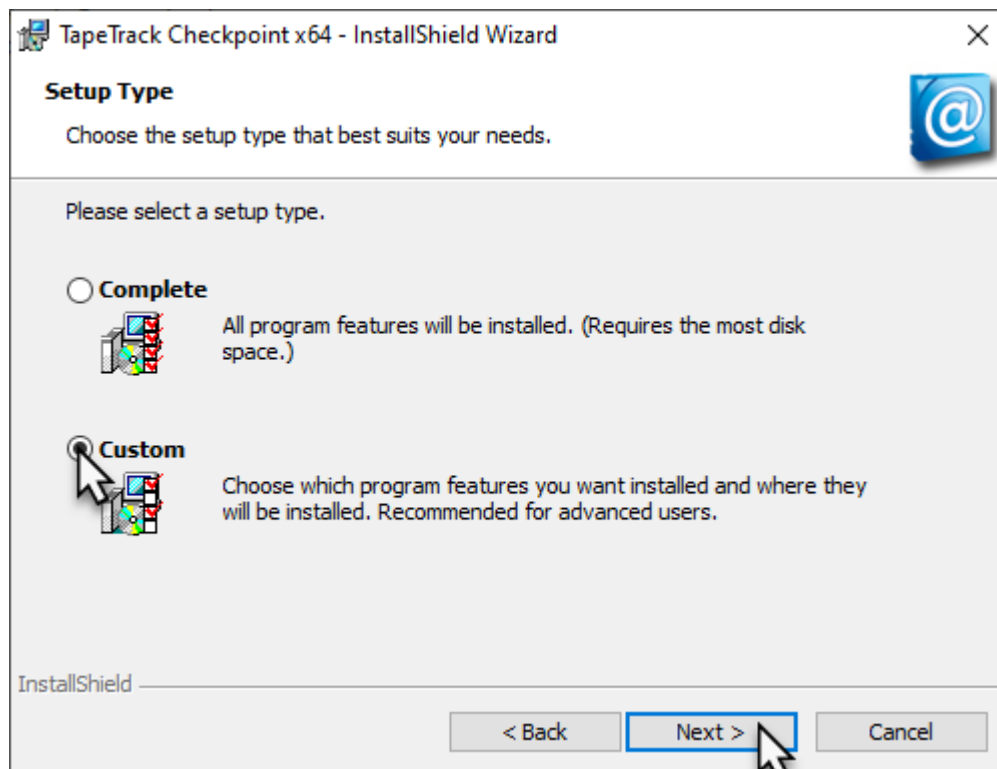 TapeTrack Checkpoint x64 - InstallShield Wizard
Setup Type
Choose the setup type that best suits your needs.
Please select a setup type.
Complete
All program features will be installed. (Requires the most disk
space.)
Custom
Choose which program features you want installed and where they
will be installed. Recommended for advanced users.
InstallShield
< Back
Next >
Cancel